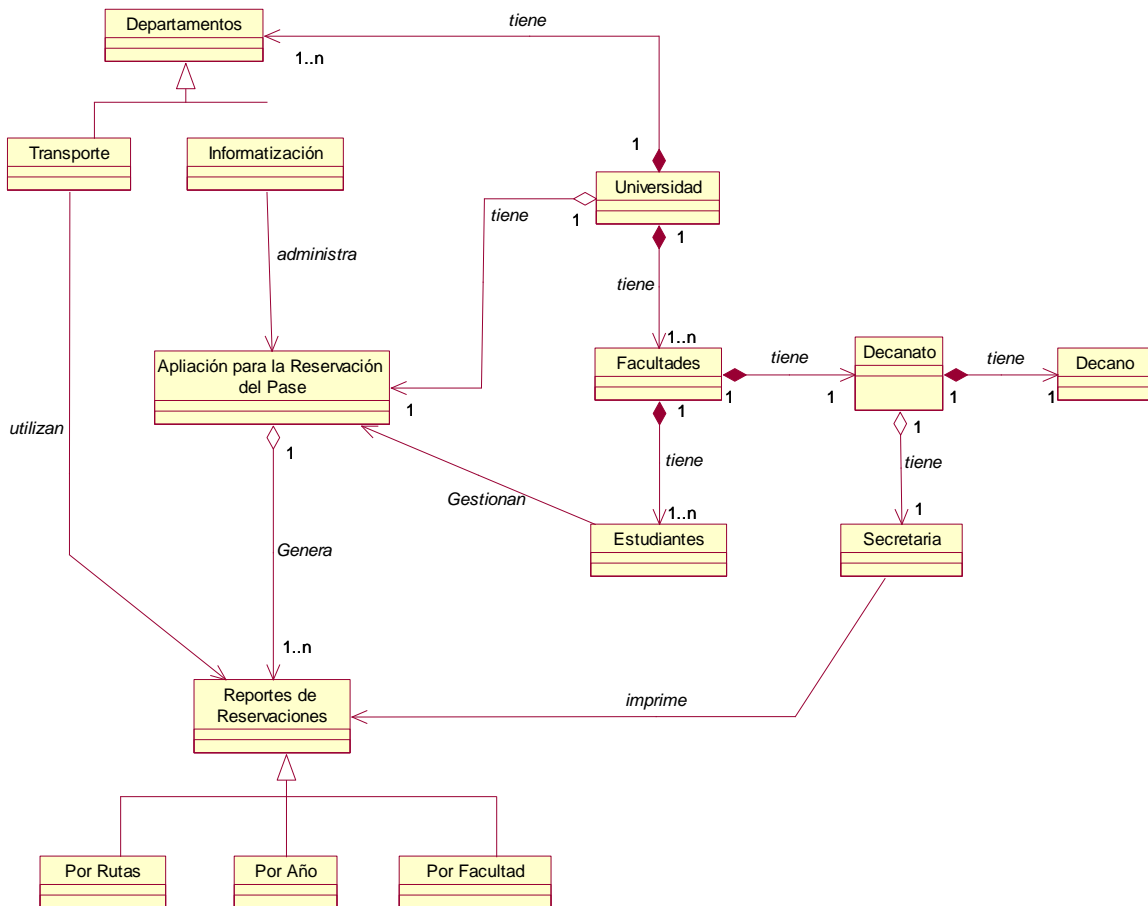 Departamentos
tiene
1..n
Transporte
Informatización
1
Universidad
tiene
1
1
administra
tiene
1..n
Apliación para la Reservación
del Pase
Facultades
tiene
Decanato
tiene
Decano
1
1
1
1
1
utilizan
1
1
1
tiene
tiene
Gestionan
1..n
1
Estudiantes
Secretaria
Genera
1..n
Reportes de
Reservaciones
imprime
Por Rutas
Por Año
Por Facultad